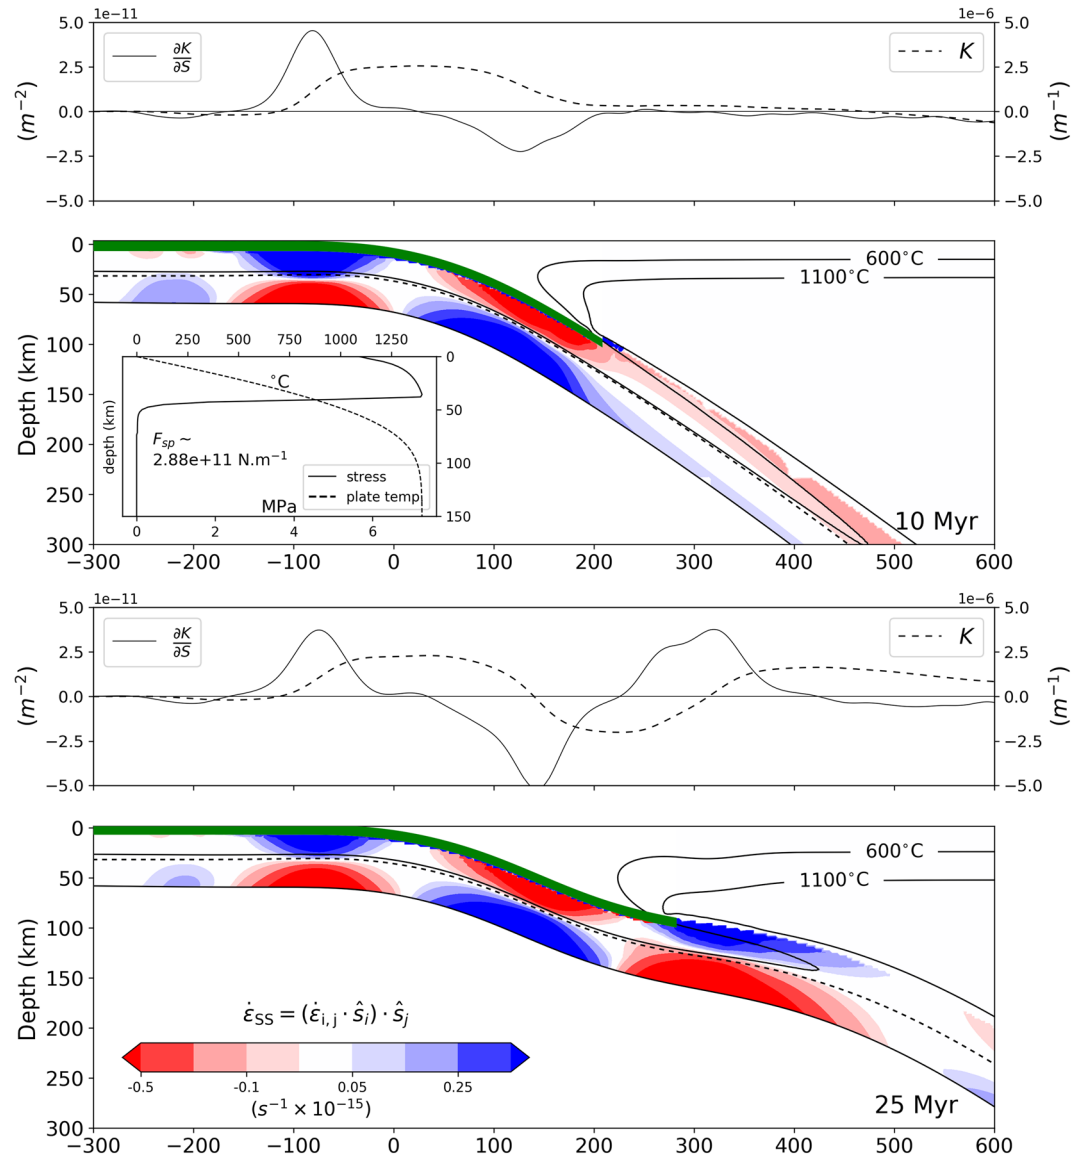 1e−11 1e−6
5.0 5.0
∂K/∂S K
2.5 2.5
(m⁻²) 0.0 0.0 (m⁻¹)
−2.5 −2.5
−5.0 −5.0
0 600°C
1100°C
50
0 250 500 750 1000 1250
100 0
°C
Depth (km) 150 depth (km) 50
F_sp ~
2.88e+11 N.m⁻¹
200 100
stress
plate temp
250 MPa 150
0 2 4 6 10 Myr
300
−300 −200 −100 0 100 200 300 400 500 600
1e−11 1e−6
5.0 5.0
∂K/∂S K
2.5 2.5
(m⁻²) 0.0 0.0 (m⁻¹)
−2.5 −2.5
−5.0 −5.0
0
600°C
50 1100°C
100
Depth (km) 150
ε̇_SS = (ε̇_i,j · ŝ_i) · ŝ_j
200
250 -0.5 -0.1 0.05 0.25
(s⁻¹ × 10⁻¹⁵) 25 Myr
300
−300 −200 −100 0 100 200 300 400 500 600